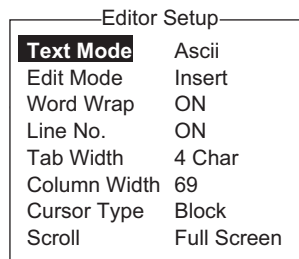 Editor Setup
Text Mode Ascii
Edit Mode Insert
Word Wrap ON
Line No. ON
Tab Width 4 Char
Column Width 69
Cursor Type Block
Scroll Full Screen